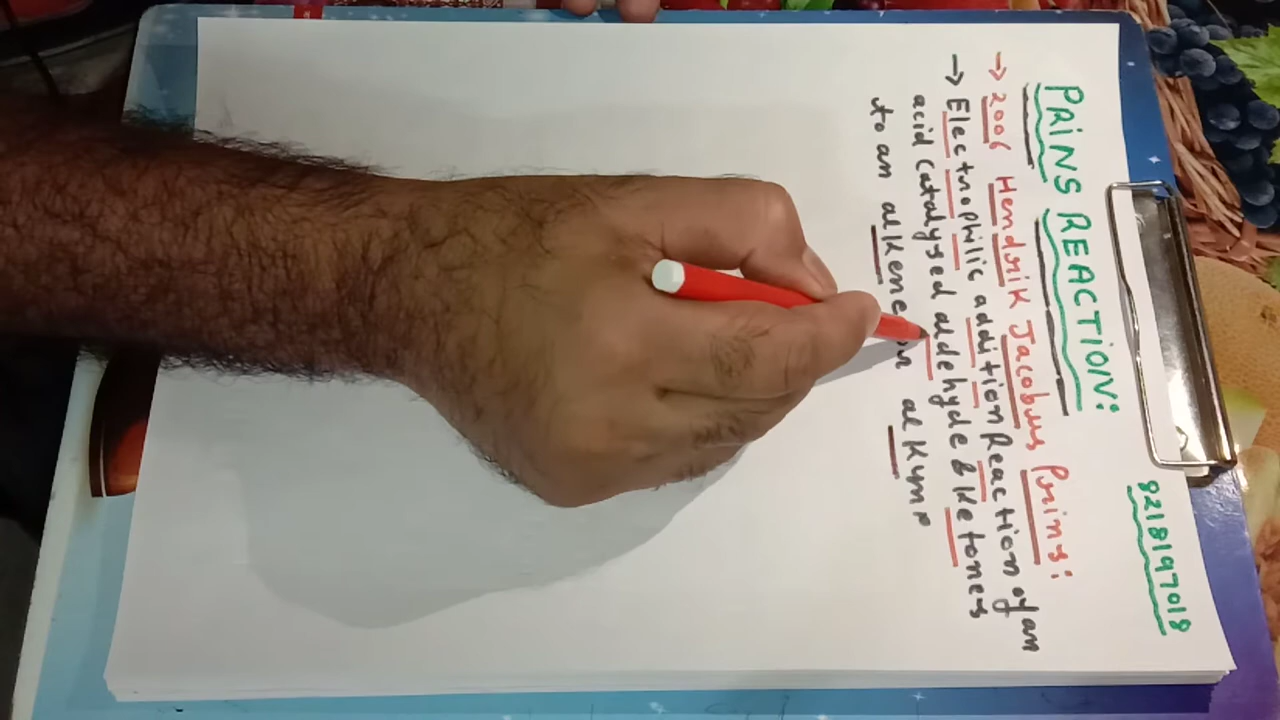 8218197018
PRINS REACTION:
→ 2006 Hendrik Jacobus Prins:
→ Electrophilic addition Reaction of an
acid catalysed aldehyde & Ketones
to an alkene or alkyne